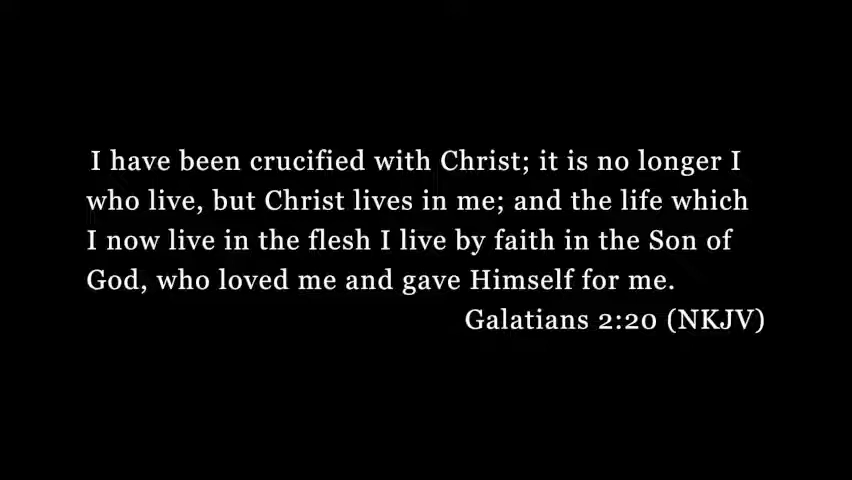 I have been crucified with Christ; it is no longer I
who live, but Christ lives in me; and the life which
I now live in the flesh I live by faith in the Son of
God, who loved me and gave Himself for me.
Galatians 2:20 (NKJV)